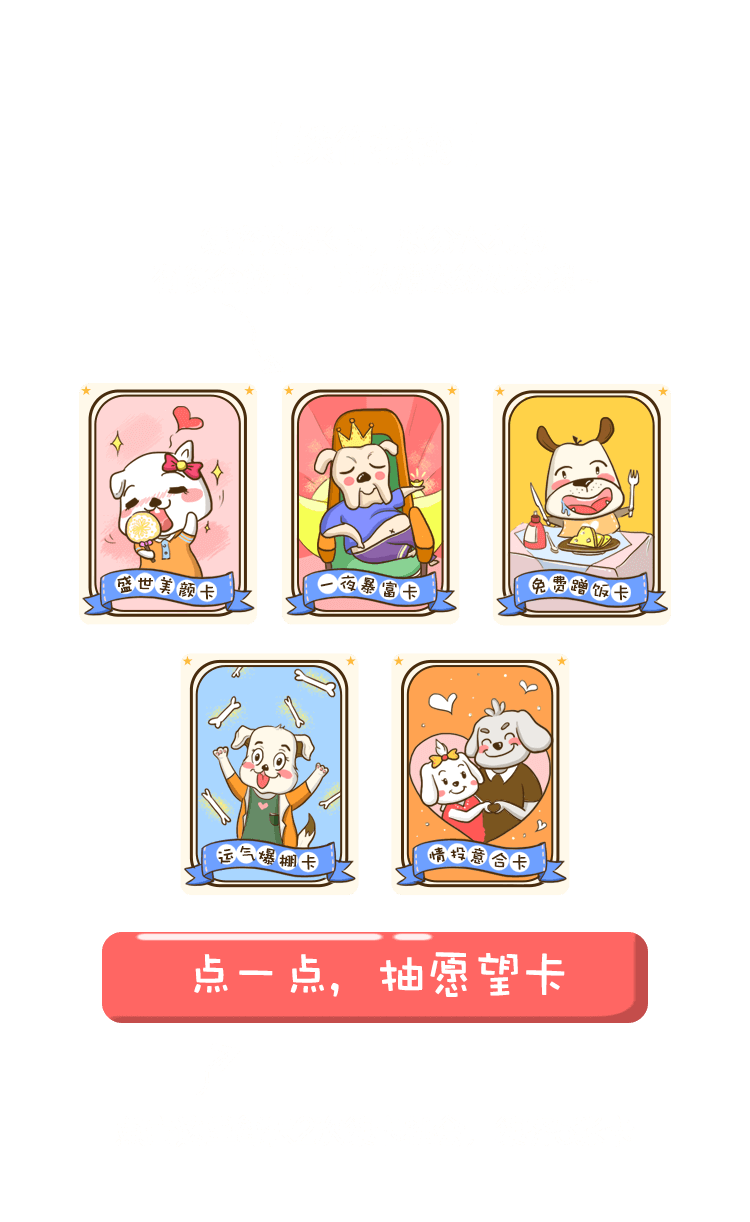 盛世美颜卡
一夜暴富卡
免费蹭饭卡
运气爆棚卡
情投意合卡
点一点，抽愿望卡